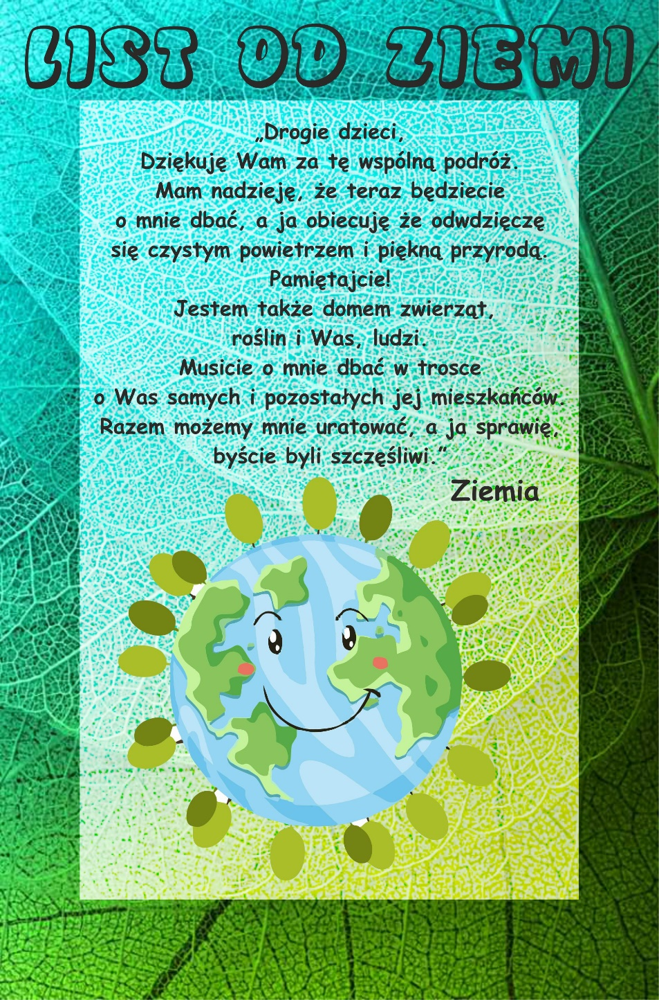 LIST OD ZIEMI
„Drogie dzieci,
Dziękuję Wam za tę wspólną podróż.
Mam nadzieję, że teraz będziecie
o mnie dbać, a ja obiecuję że odwdzięczę
się czystym powietrzem i piękną przyrodą.
Pamiętajcie!
Jestem także domem zwierząt,
roślin i Was, ludzi.
Musicie o mnie dbać w trosce
o Was samych i pozostałych jej mieszkańców.
Razem możemy mnie uratować, a ja sprawię,
byście byli szczęśliwi.”
Ziemia